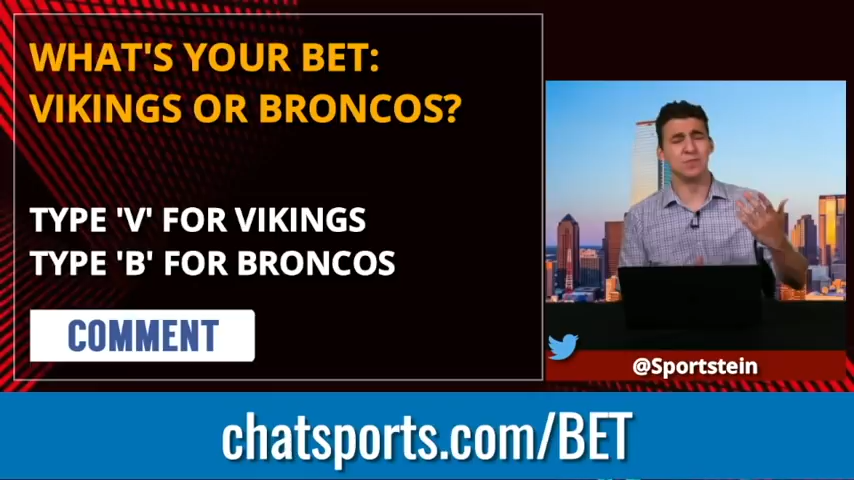 WHAT'S YOUR BET:
VIKINGS OR BRONCOS?
TYPE 'V' FOR VIKINGS
TYPE 'B' FOR BRONCOS
COMMENT
@Sportstein
chatsports.com/BET